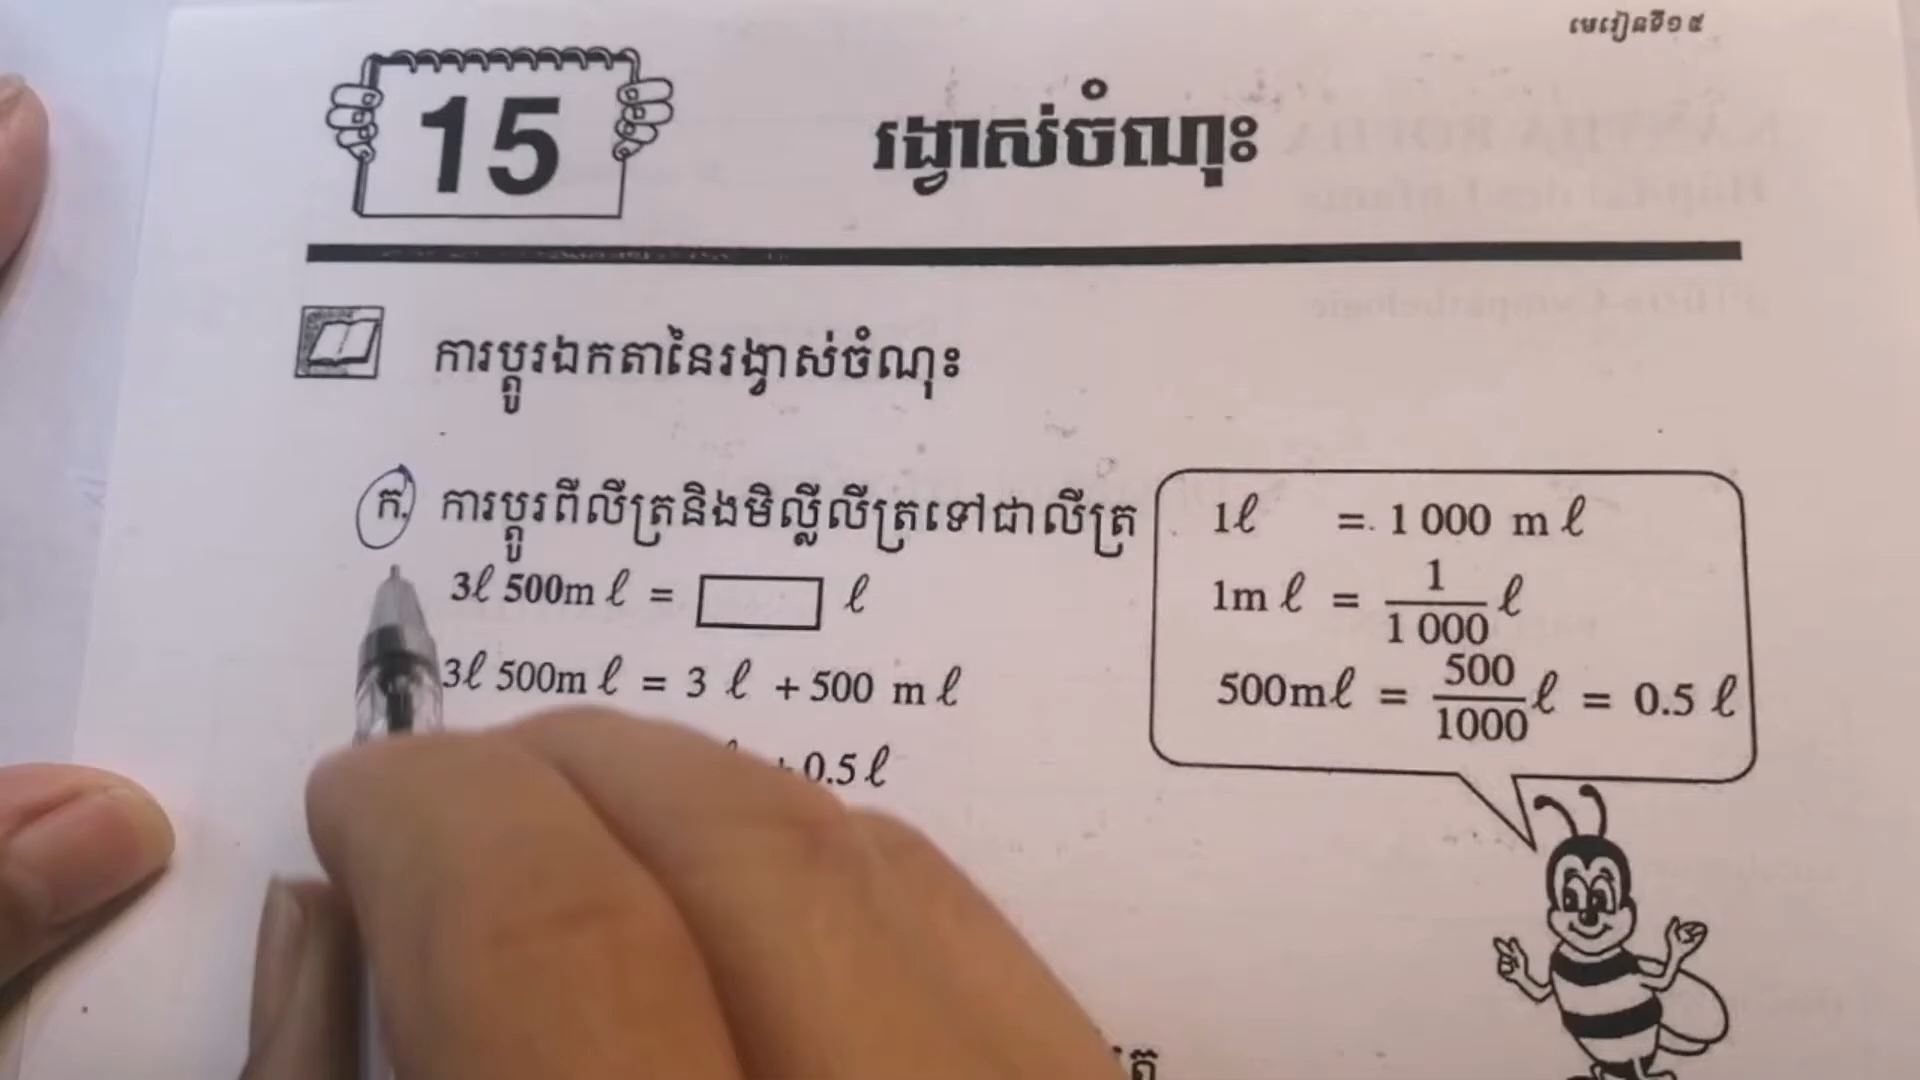 មេរៀនទី១៥
15
រង្វាស់ចំណុះ
ការប្តូរឯកតានៃរង្វាស់ចំណុះ
ក. ការប្តូរពីលីត្រនិងមិល្លីលីត្រទៅជាលីត្រ
3ℓ 500mℓ = ℓ
3ℓ 500mℓ = 3 ℓ + 500 mℓ
+ 0.5ℓ
1ℓ = 1 000 mℓ
1mℓ = 1/1 000 ℓ
500mℓ = 500/1000 ℓ = 0.5 ℓ